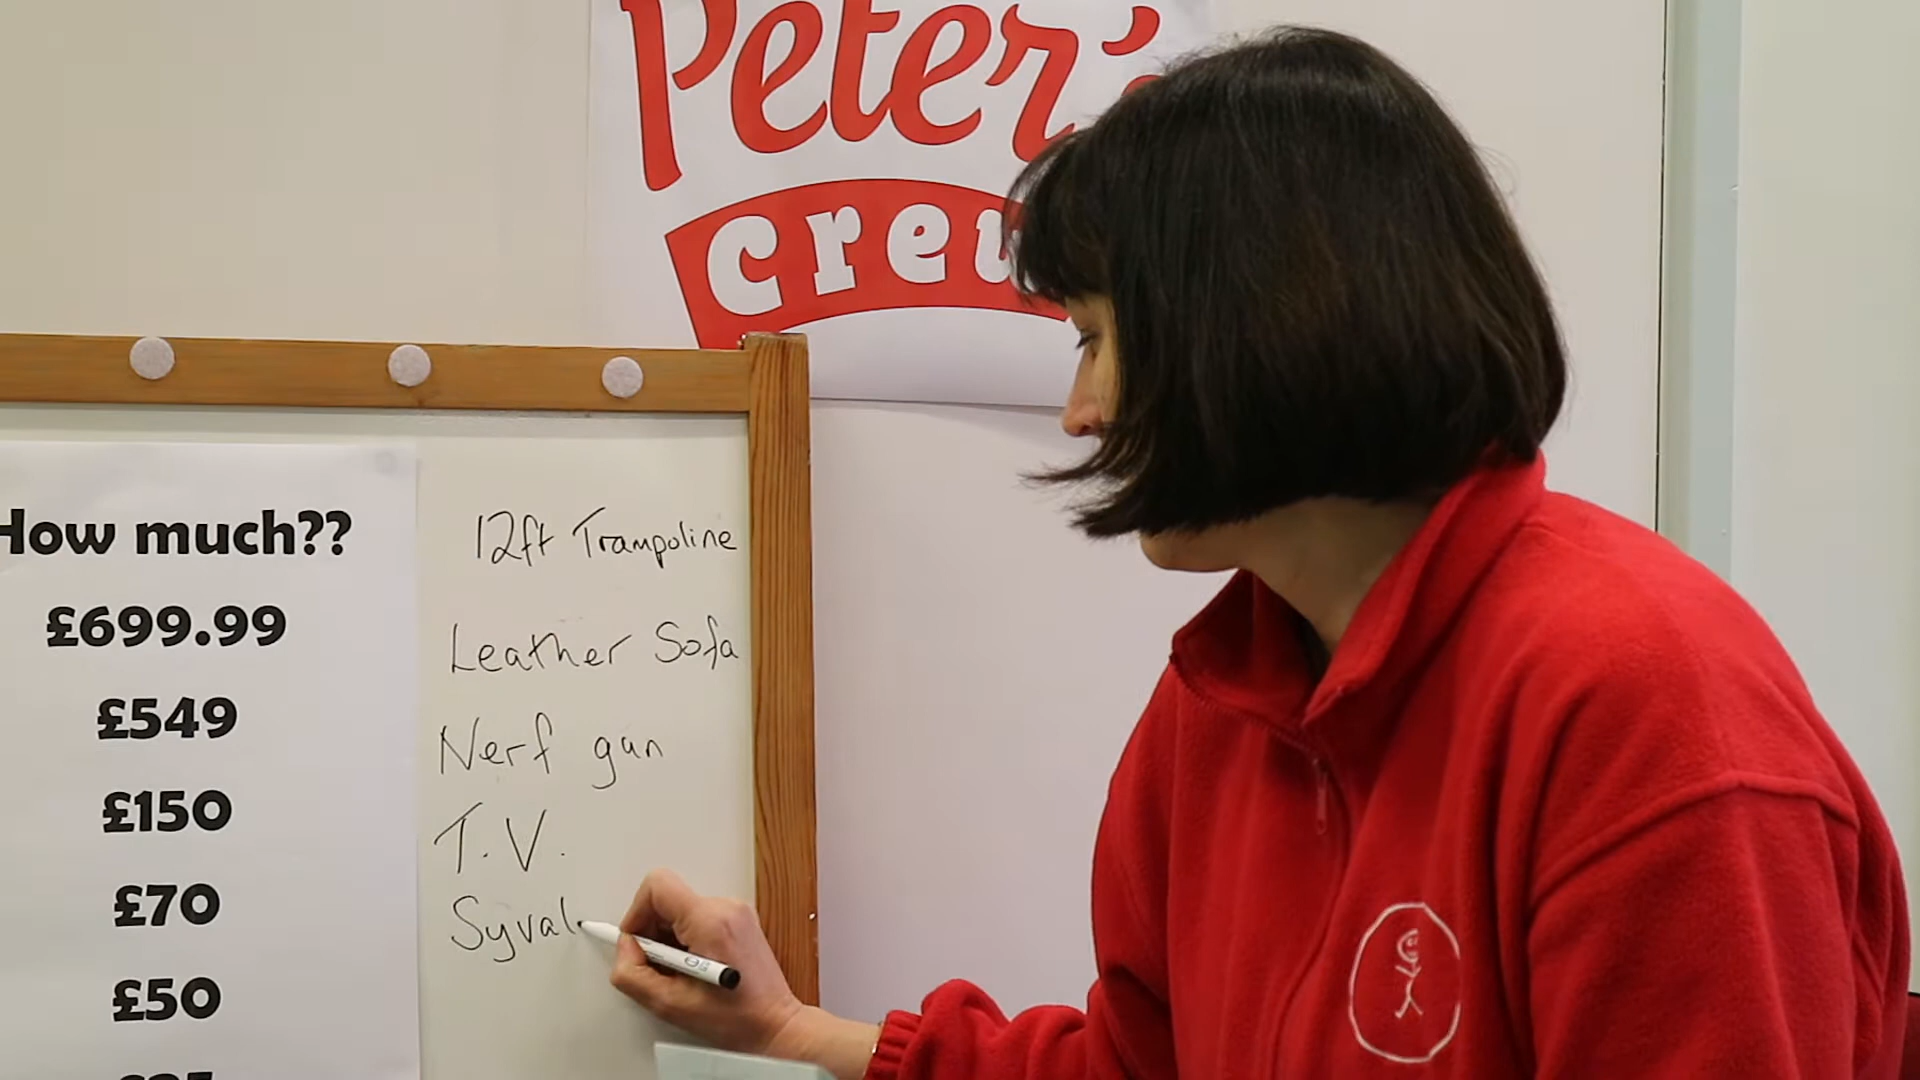 Peter's
crew
How much??
£699.99
£549
£150
£70
£50
12ft Trampoline
Leather Sofa
Nerf gun
T.V.
Syval